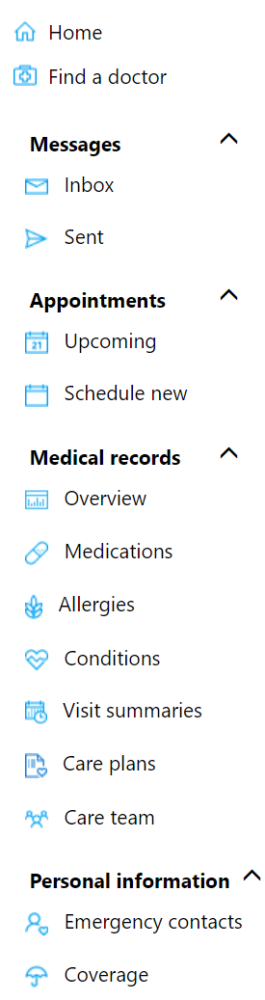 Home
Find a doctor
Messages
Inbox
Sent
Appointments
21 Upcoming
Schedule new
Medical records
Overview
Medications
Allergies
Conditions
Visit summaries
Care plans
Care team
Personal information
Emergency contacts
Coverage